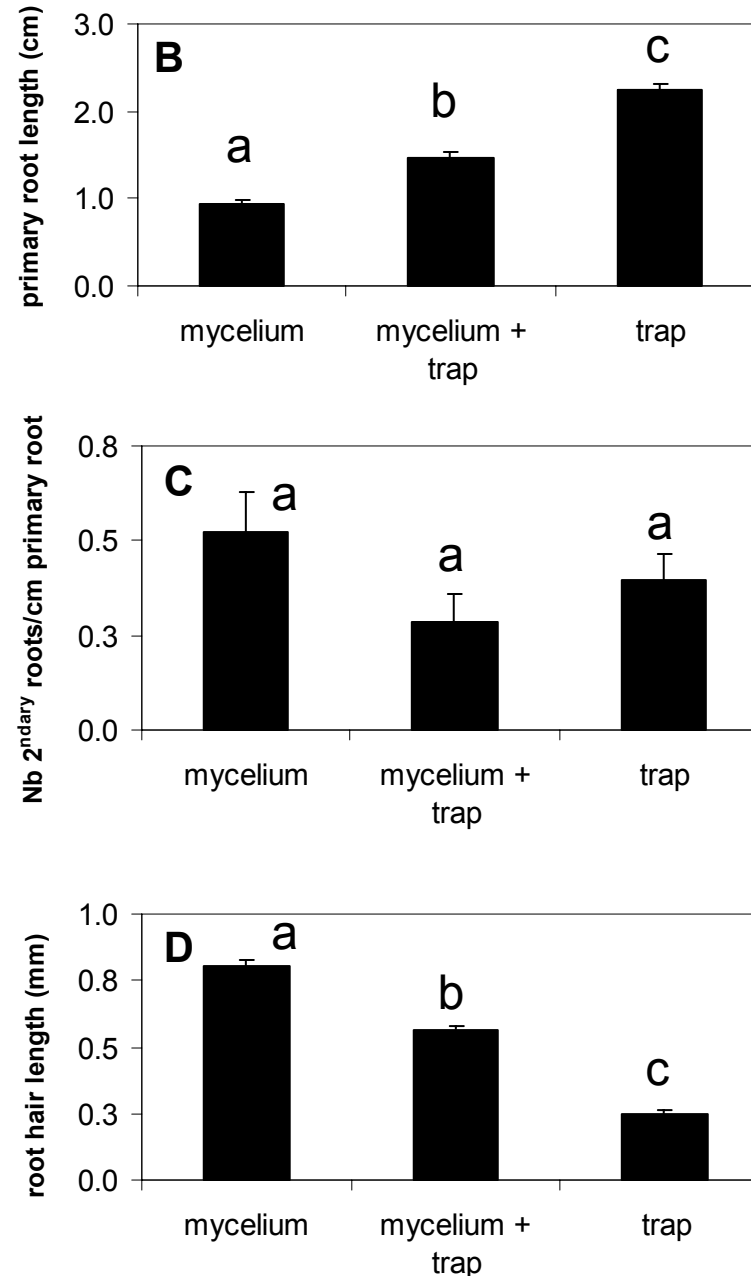 primary root length (cm)
3.0
2.0
1.0
0.0
B
a
b
c
mycelium
mycelium +
trap
trap
Nb 2ndary roots/cm primary root
0.8
0.5
0.3
0.0
C
a
a
a
mycelium
mycelium +
trap
trap
root hair length (mm)
1.0
0.8
0.5
0.3
0.0
D
a
b
c
mycelium
mycelium +
trap
trap